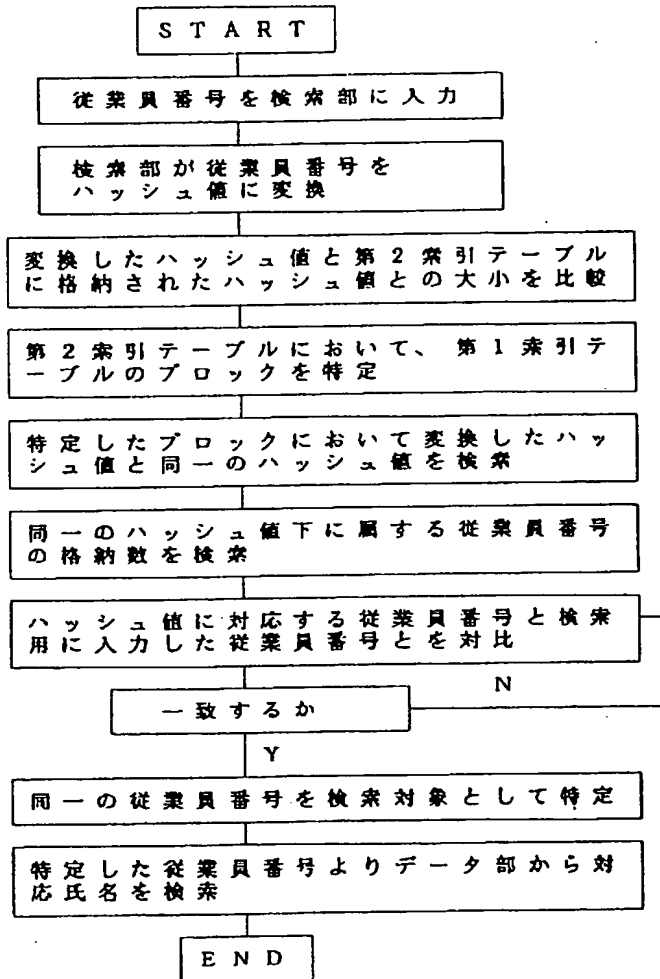 START
従業員番号を検索部に入力
検索部が従業員番号を
ハッシュ値に変換
変換したハッシュ値と第2索引テーブル
に格納されたハッシュ値との大小を比較
第2索引テーブルにおいて、第1索引テ
ーブルのブロックを特定
特定したブロックにおいて変換したハッ
シュ値と同一のハッシュ値を検索
同一のハッシュ値下に属する従業員番号
の格納数を検索
ハッシュ値に対応する従業員番号と検索
用に入力した従業員番号とを対比
N
一致するか
Y
同一の従業員番号を検索対象として特定
特定した従業員番号よりデータ部から対
応氏名を検索
END